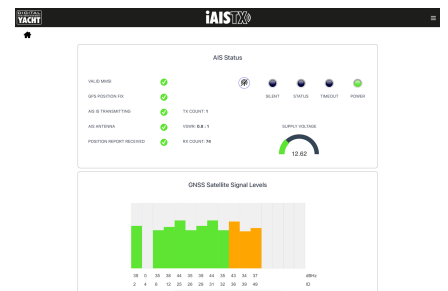 DIGITAL
YACHT
iAISTX
AIS Status
VALID MMSI
GPS POSITION FIX
SILENT STATUS TIMEOUT POWER
AIS IS TRANSMITTING TX COUNT: 1
AIS ANTENNA VSWR: 0.8 : 1 SUPPLY VOLTAGE
POSITION REPORT RECEIVED RX COUNT: 74
12.62
GNSS Satellite Signal Levels
39 0 35 38 44 35 39 44 35 43 34 37 dBHz
2 4 6 12 25 26 28 31 32 38 39 49 ID